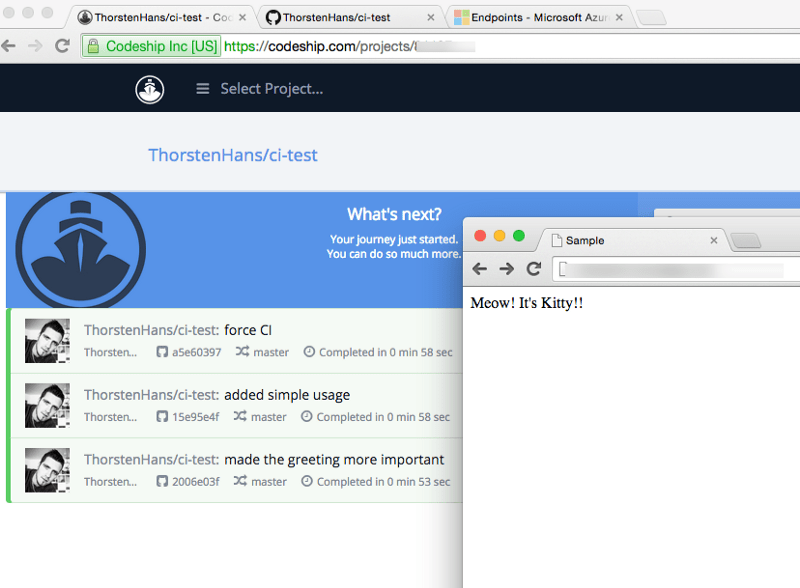 ThorstenHans/ci-test - Co
ThorstenHans/ci-test
Endpoints - Microsoft Azur
Codeship Inc [US] https://codeship.com/projects/
Select Project...
ThorstenHans/ci-test
What's next?
Your journey just started.
You can do so much more.
Sample
Meow! It's Kitty!!
ThorstenHans/ci-test: force CI
Thorsten... a5e60397 master Completed in 0 min 58 sec
ThorstenHans/ci-test: added simple usage
Thorsten... 15e95e4f master Completed in 0 min 58 sec
ThorstenHans/ci-test: made the greeting more important
Thorsten... 2006e03f master Completed in 0 min 53 sec